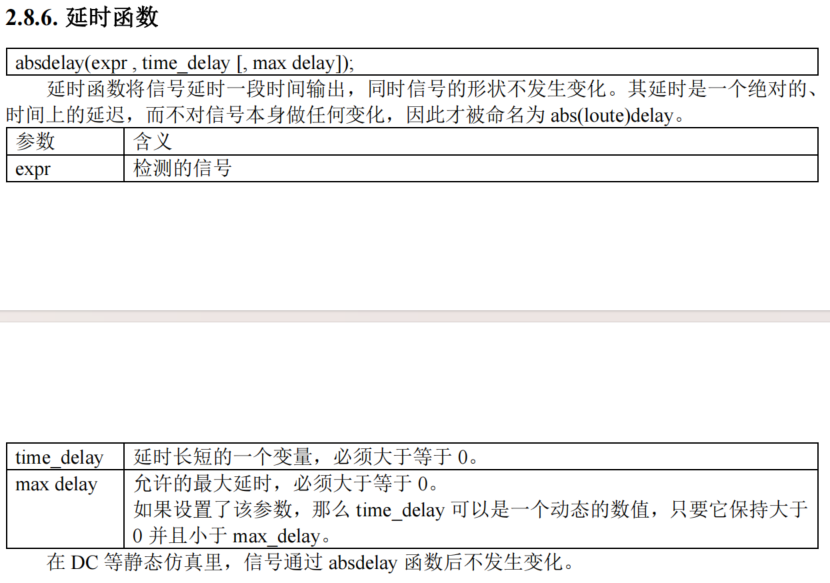 2.8.6. 延时函数
absdelay(expr , time_delay [, max delay]);
延时函数将信号延时一段时间输出，同时信号的形状不发生变化。其延时是一个绝对的、
时间上的延迟，而不对信号本身做任何变化，因此才被命名为 abs(loute)delay。
参数 含义
expr 检测的信号
time_delay 延时长短的一个变量，必须大于等于 0。
max delay 允许的最大延时，必须大于等于 0。
如果设置了该参数，那么 time_delay 可以是一个动态的数值，只要它保持大于
0 并且小于 max_delay。
在 DC 等静态仿真里，信号通过 absdelay 函数后不发生变化。